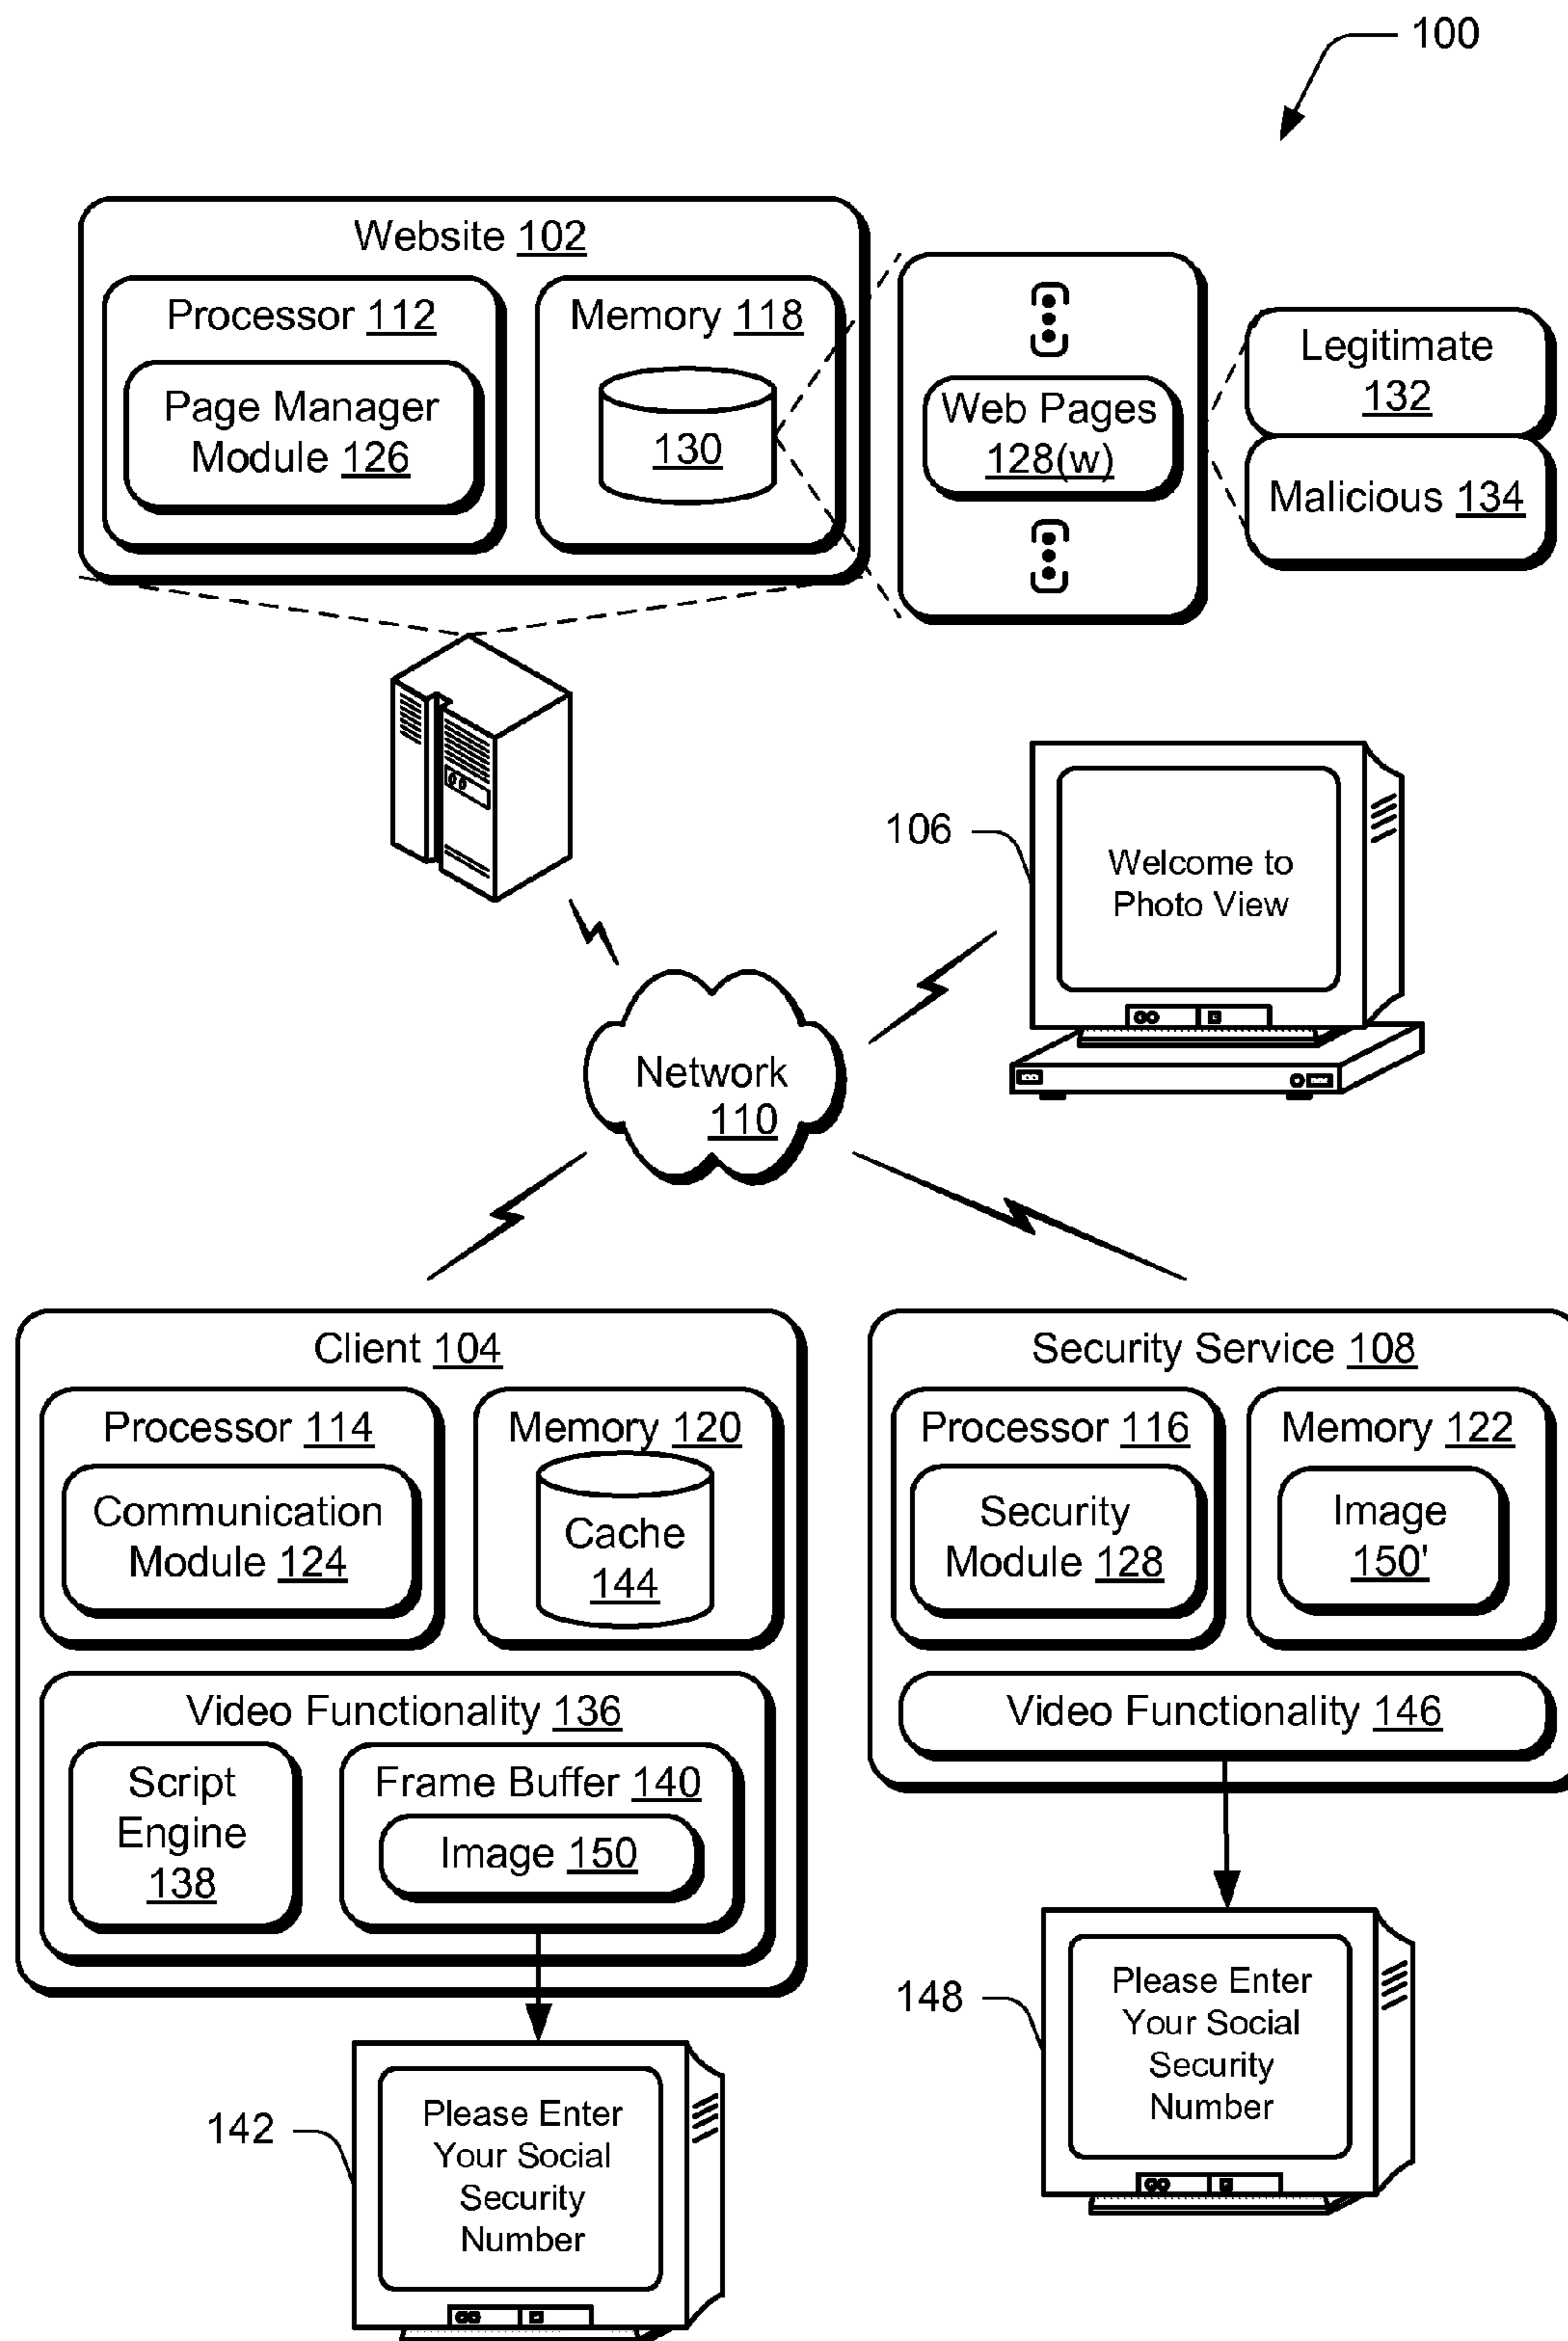 100
Website 102
Processor 112
Page Manager
Module 126
Memory 118
130
Web Pages
128(w)
Legitimate
132
Malicious 134
106
Welcome to
Photo View
Network
110
Client 104
Processor 114
Communication
Module 124
Memory 120
Cache
144
Video Functionality 136
Script
Engine
138
Frame Buffer 140
Image 150
142
Please Enter
Your Social
Security
Number
Security Service 108
Processor 116
Security
Module 128
Memory 122
Image
150'
Video Functionality 146
148
Please Enter
Your Social
Security
Number